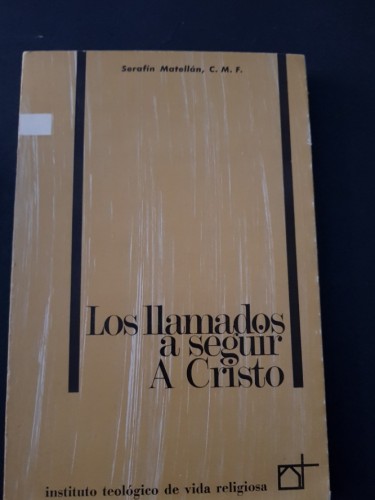 Serafín Matellán, C. M. F.
Los llamados
a seguir
A Cristo
instituto teológico de vida religiosa